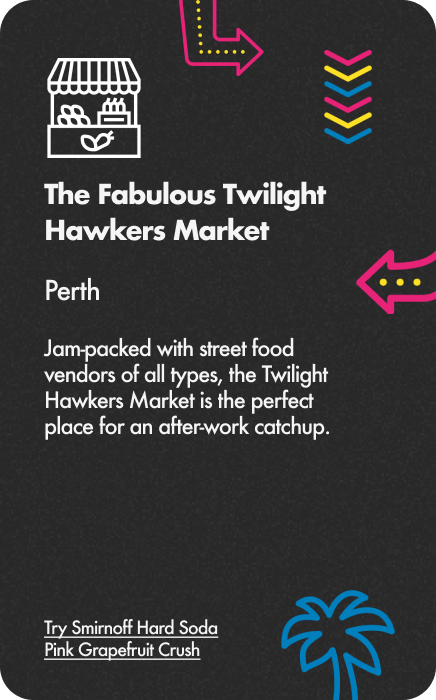 The Fabulous Twilight
Hawkers Market
Perth
Jam-packed with street food
vendors of all types, the Twilight
Hawkers Market is the perfect
place for an after-work catchup.
Try Smirnoff Hard Soda
Pink Grapefruit Crush